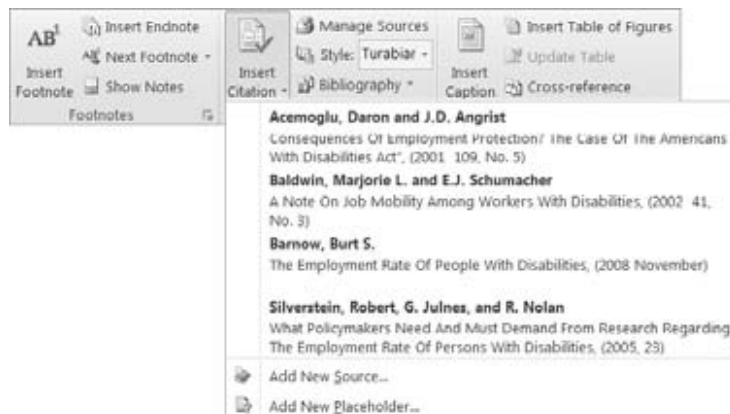 AB¹
Insert Footnote
Insert Endnote
Next Footnote
Show Notes
Footnotes
Insert Citation
Manage Sources
Style: Turabian
Bibliography
Insert Caption
Insert Table of Figures
Update Table
Cross-reference
Acemoglu, Daron and J.D. Angrist
Consequences Of Employment Protection? The Case Of The Americans
With Disabilities Act", (2001 109, No. 5)
Baldwin, Marjorie L. and E.J. Schumacher
A Note On Job Mobility Among Workers With Disabilities, (2002 41,
No. 3)
Barnow, Burt S.
The Employment Rate Of People With Disabilities, (2008 November)
Silverstein, Robert, G. Julnes, and R. Nolan
What Policymakers Need And Must Demand From Research Regarding
The Employment Rate Of Persons With Disabilities, (2005, 23)
Add New Source...
Add New Placeholder...